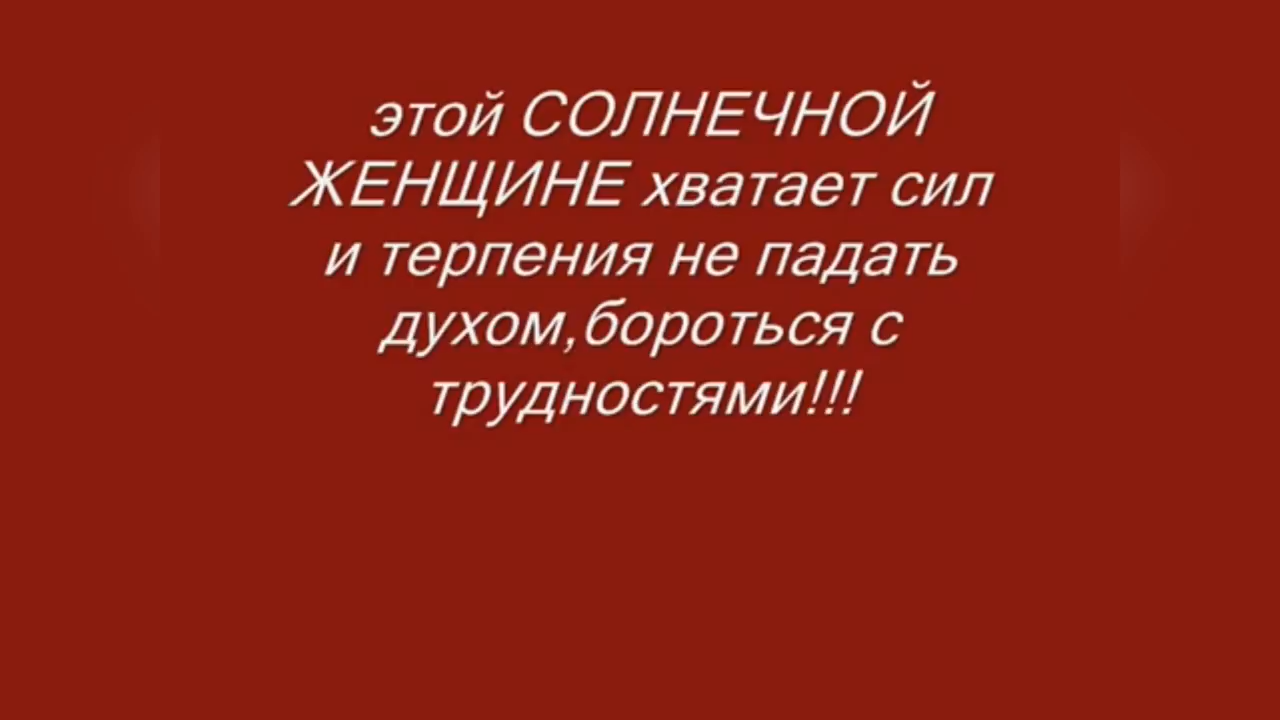 этой СОЛНЕЧНОЙ
ЖЕНЩИНЕ хватает сил
и терпения не падать
духом,бороться с
трудностями!!!